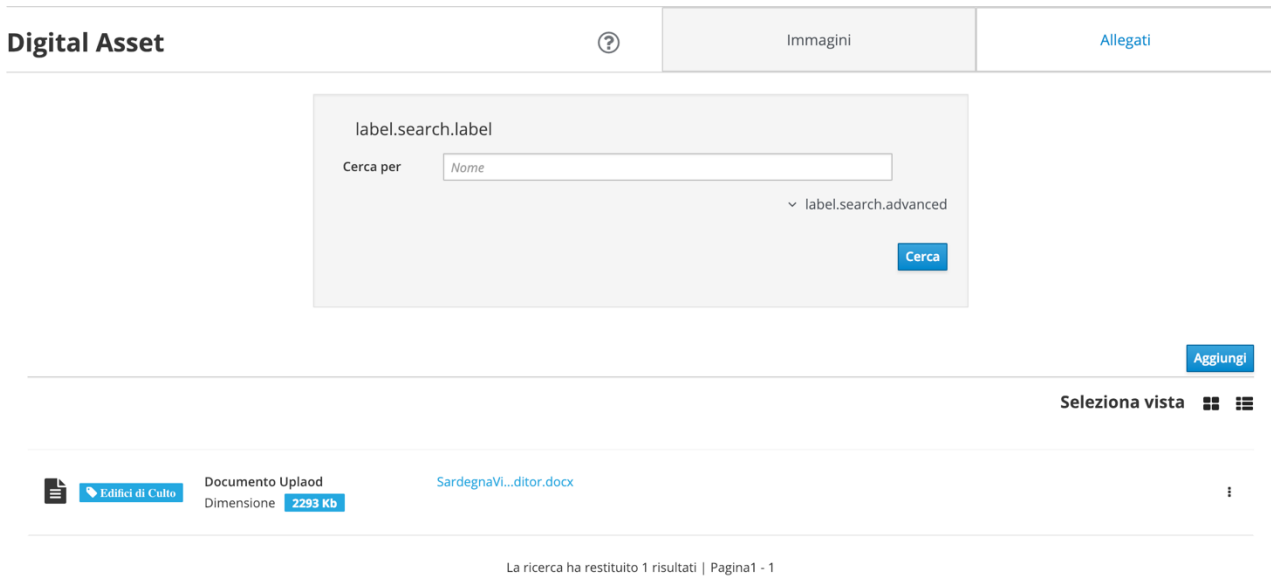 Digital Asset
Immagini
Allegati
label.search.label
Cerca per
Nome
label.search.advanced
Cerca
Aggiungi
Seleziona vista
Edifici di Culto
Documento Uplaod
SardegnaVi...ditor.docx
Dimensione 2293 Kb
La ricerca ha restituito 1 risultati | Pagina1 - 1